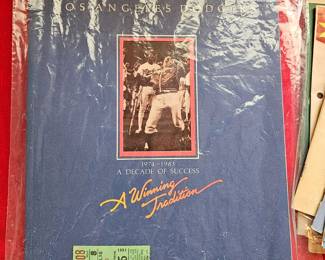 LOS ANGELES DODGERS
1974-1983
A DECADE OF SUCCESS
A Winning
Tradition